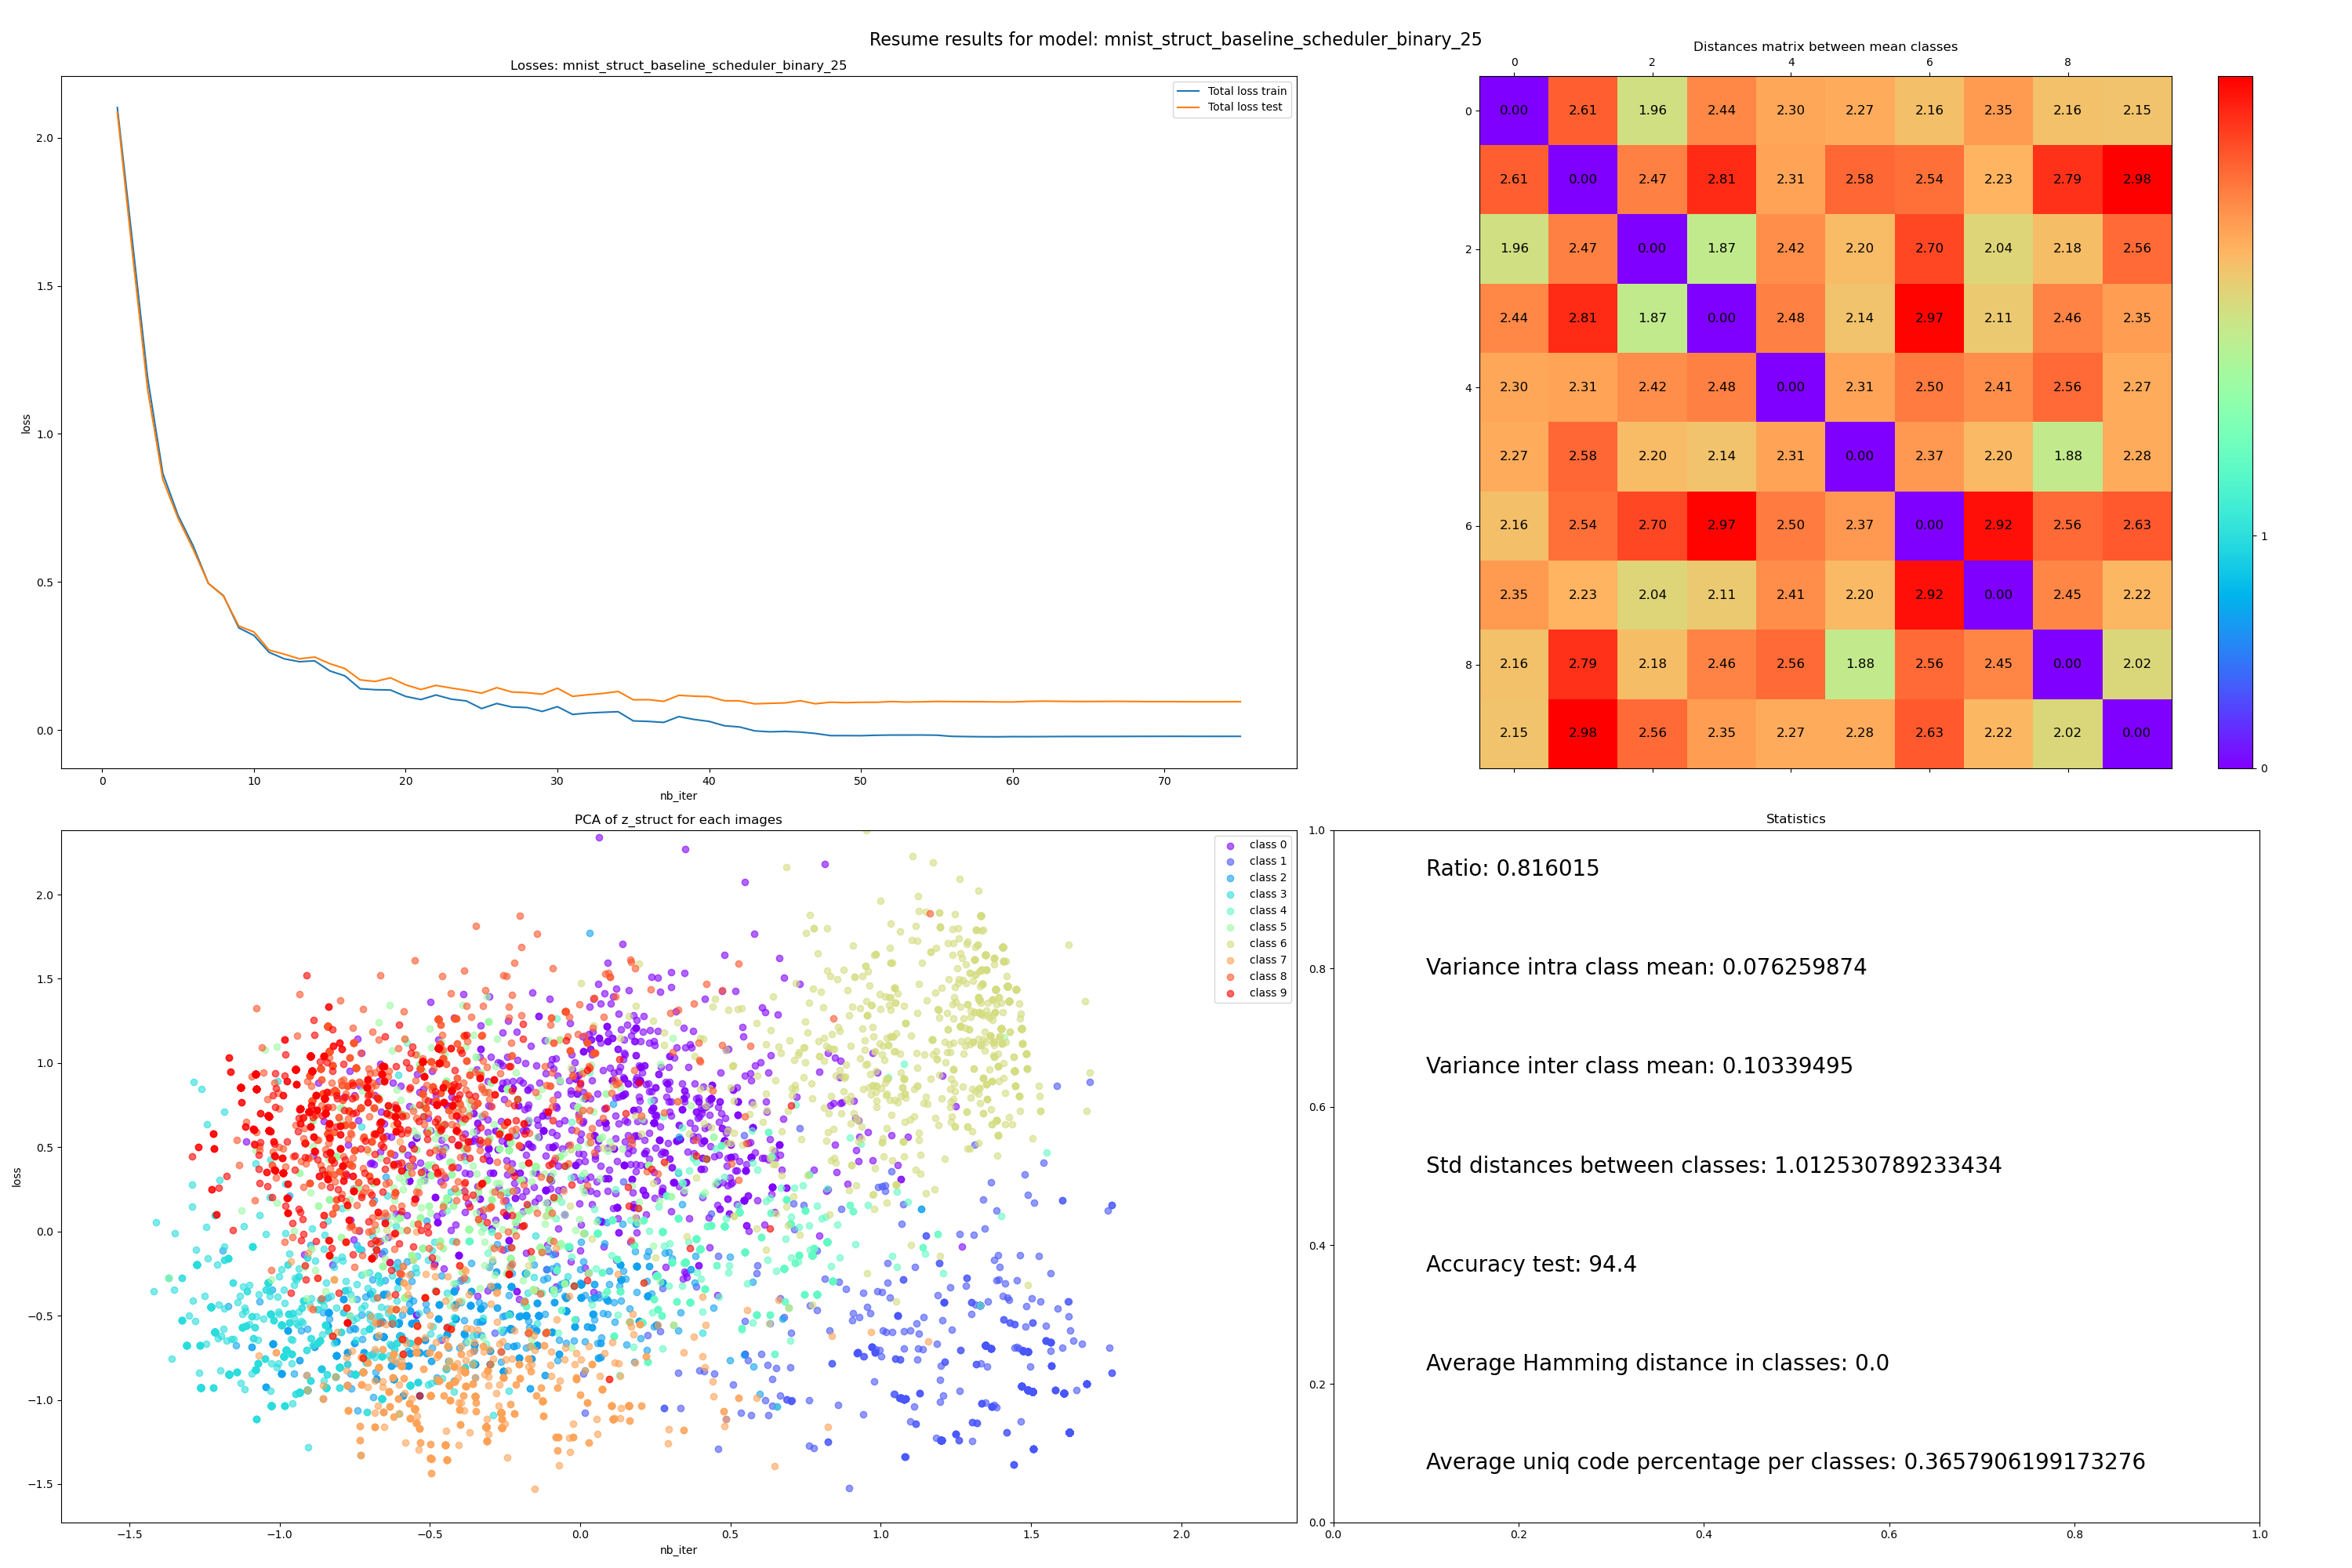 Resume results for model: mnist_struct_baseline_scheduler_binary_25
Losses: mnist_struct_baseline_scheduler_binary_25
Total loss train
Total loss test
2.0
1.5
1.0
0.5
0.0
loss
0 10 20 30 40 50 60 70
nb_iter
Distances matrix between mean classes
0 2 4 6 8
0 0.00 2.61 1.96 2.44 2.30 2.27 2.16 2.35 2.16 2.15
2.61 0.00 2.47 2.81 2.31 2.58 2.54 2.23 2.79 2.98
2 1.96 2.47 0.00 1.87 2.42 2.20 2.70 2.04 2.18 2.56
2.44 2.81 1.87 0.00 2.48 2.14 2.97 2.11 2.46 2.35
4 2.30 2.31 2.42 2.48 0.00 2.31 2.50 2.41 2.56 2.27
2.27 2.58 2.20 2.14 2.31 0.00 2.37 2.20 1.88 2.28
6 2.16 2.54 2.70 2.97 2.50 2.37 0.00 2.92 2.56 2.63
2.35 2.23 2.04 2.11 2.41 2.20 2.92 0.00 2.45 2.22
8 2.16 2.79 2.18 2.46 2.56 1.88 2.56 2.45 0.00 2.02
2.15 2.98 2.56 2.35 2.27 2.28 2.63 2.22 2.02 0.00
1
0
PCA of z_struct for each images
class 0
class 1
class 2
class 3
class 4
class 5
class 6
class 7
class 8
class 9
2.0
1.5
1.0
0.5
0.0
−0.5
−1.0
−1.5
loss
−1.5 −1.0 −0.5 0.0 0.5 1.0 1.5 2.0
nb_iter
Statistics
1.0
0.8
0.6
0.4
0.2
0.0
Ratio: 0.816015
Variance intra class mean: 0.076259874
Variance inter class mean: 0.10339495
Std distances between classes: 1.012530789233434
Accuracy test: 94.4
Average Hamming distance in classes: 0.0
Average uniq code percentage per classes: 0.3657906199173276
0.0 0.2 0.4 0.6 0.8 1.0